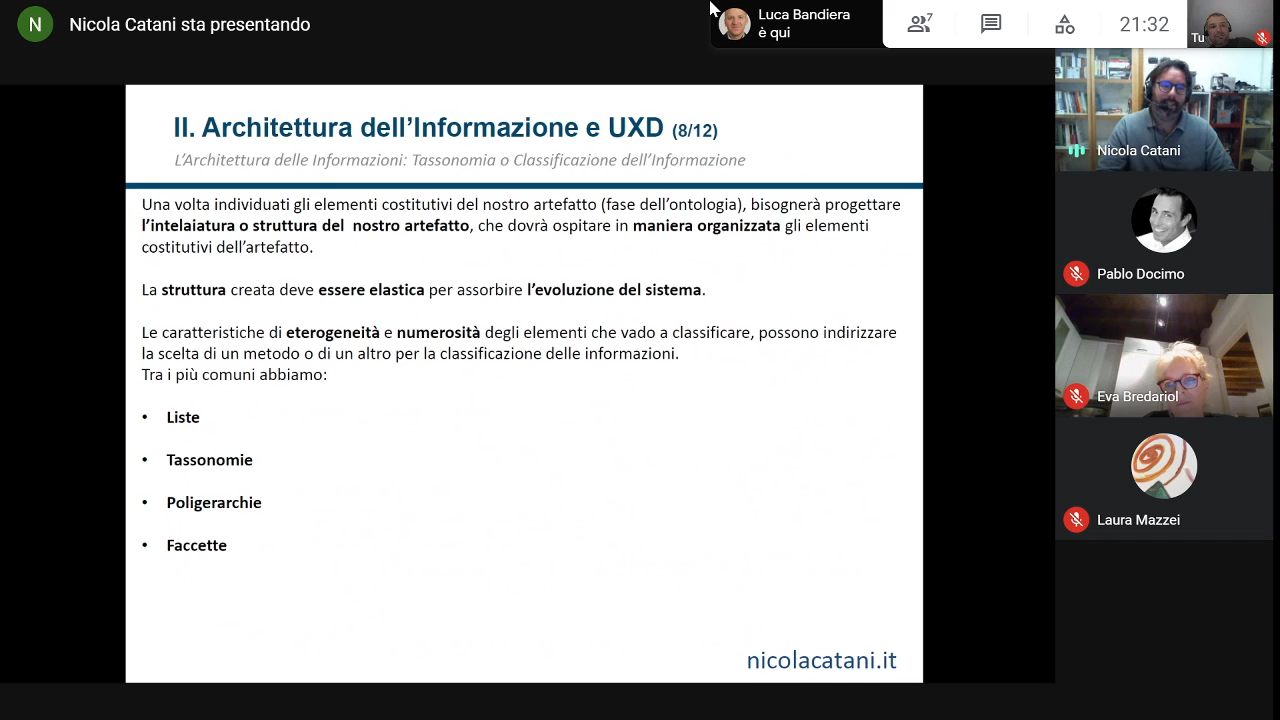 N
Nicola Catani sta presentando
Luca Bandiera
è qui
7
21:32
Tu
II. Architettura dell'Informazione e UXD (8/12)
L'Architettura delle Informazioni: Tassonomia o Classificazione dell'Informazione
Una volta individuati gli elementi costitutivi del nostro artefatto (fase dell'ontologia), bisognerà progettare
l'intelaiatura o struttura del nostro artefatto, che dovrà ospitare in maniera organizzata gli elementi
costitutivi dell'artefatto.
La struttura creata deve essere elastica per assorbire l'evoluzione del sistema.
Le caratteristiche di eterogeneità e numerosità degli elementi che vado a classificare, possono indirizzare
la scelta di un metodo o di un altro per la classificazione delle informazioni.
Tra i più comuni abbiamo:
• Liste
• Tassonomie
• Poligerarchie
• Faccette
nicolacatani.it
Nicola Catani
Pablo Docimo
Eva Bredariol
Laura Mazzei